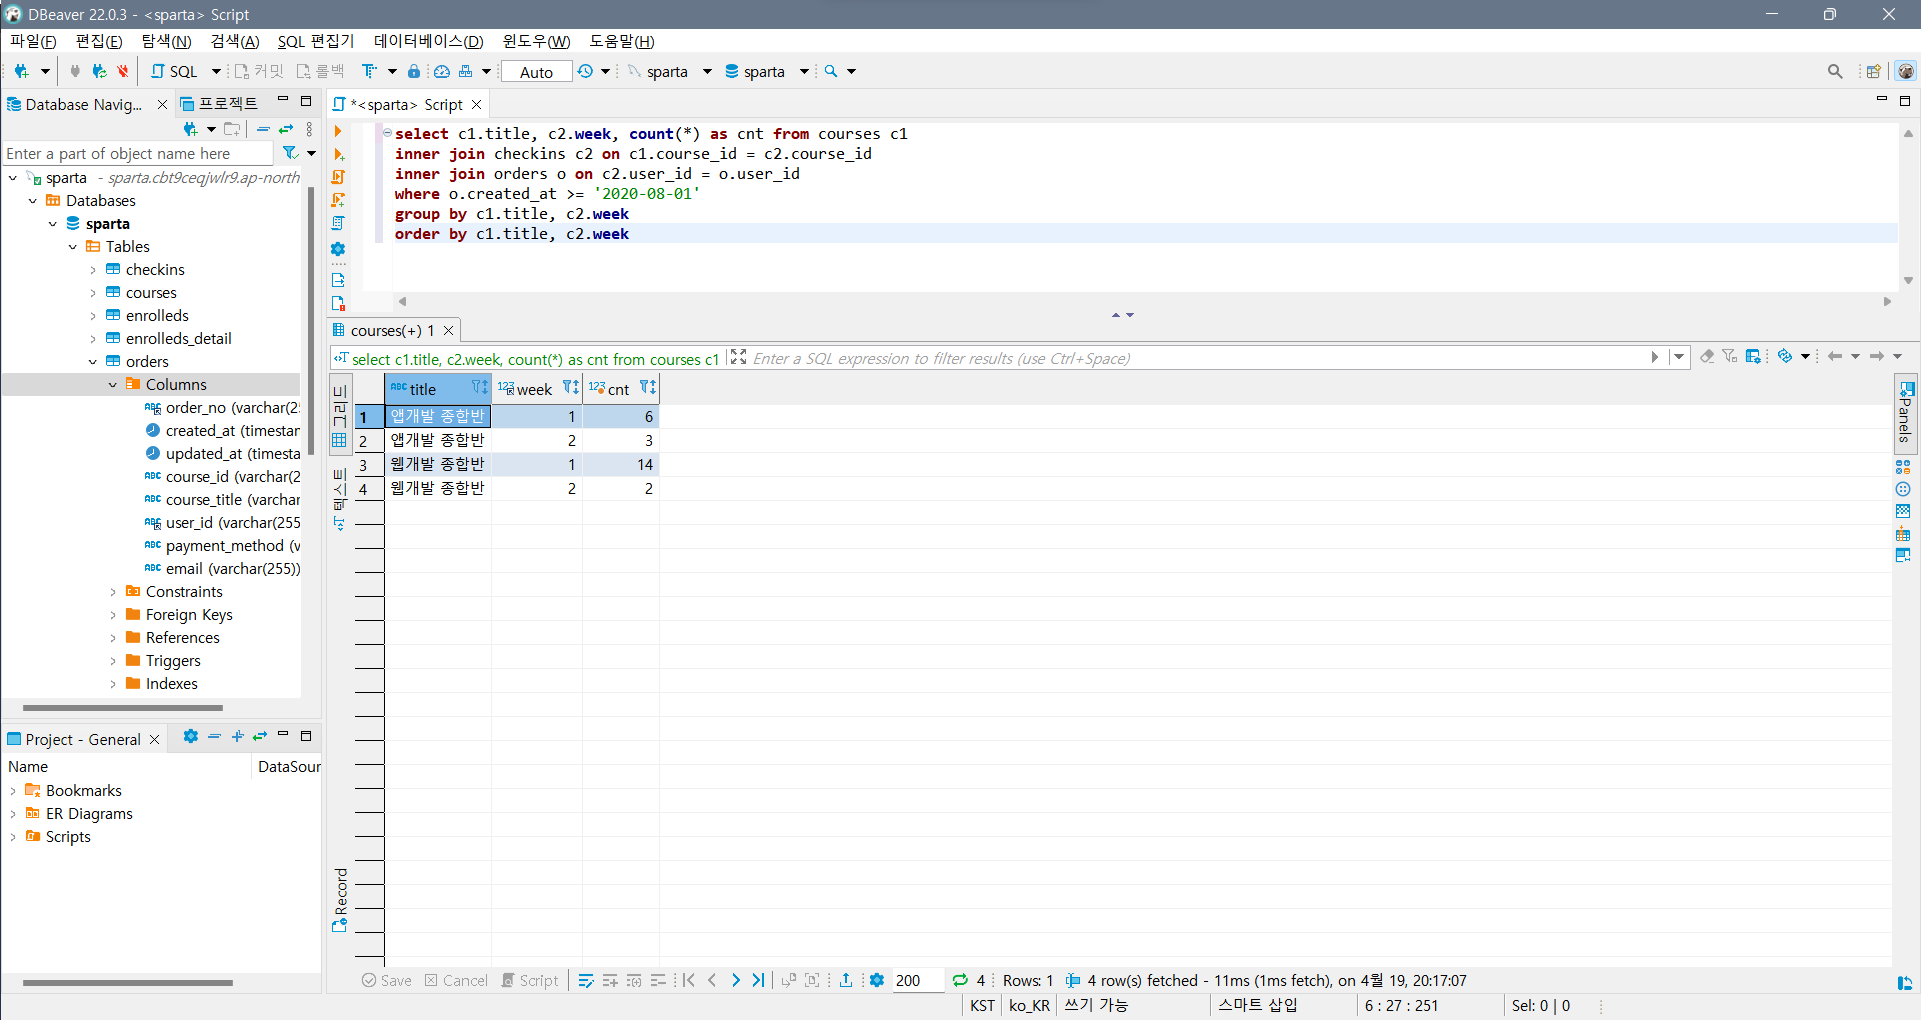 DBeaver 22.0.3 - <sparta> Script
파일(F) 편집(E) 탐색(N) 검색(A) SQL 편집기 데이터베이스(D) 윈도우(W) 도움말(H)
SQL 커밋 롤백 Auto sparta sparta
Database Navig... 프로젝트
Enter a part of object name here
sparta - sparta.cbt9ceqjwlr9.ap-north
Databases
sparta
Tables
checkins
courses
enrolleds
enrolleds_detail
orders
Columns
order_no (varchar(2
created_at (timestar
updated_at (timesta
course_id (varchar(2
course_title (varchar
user_id (varchar(255
payment_method (v
email (varchar(255))
Constraints
Foreign Keys
References
Triggers
Indexes
Project - General
Name DataSour
Bookmarks
ER Diagrams
Scripts
*<sparta> Script
select c1.title, c2.week, count(*) as cnt from courses c1
inner join checkins c2 on c1.course_id = c2.course_id
inner join orders o on c2.user_id = o.user_id
where o.created_at >= '2020-08-01'
group by c1.title, c2.week
order by c1.title, c2.week
courses(+) 1
select c1.title, c2.week, count(*) as cnt from courses c1 Enter a SQL expression to filter results (use Ctrl+Space)
ABC title 123 week 123 cnt
1 앱개발 종합반 1 6
2 앱개발 종합반 2 3
3 웹개발 종합반 1 14
4 웹개발 종합반 2 2
Record
Panels
Save Cancel Script 200 4 Rows: 1 4 row(s) fetched - 11ms (1ms fetch), on 4월 19, 20:17:07
KST ko_KR 쓰기 가능 스마트 삽입 6 : 27 : 251 Sel: 0 | 0